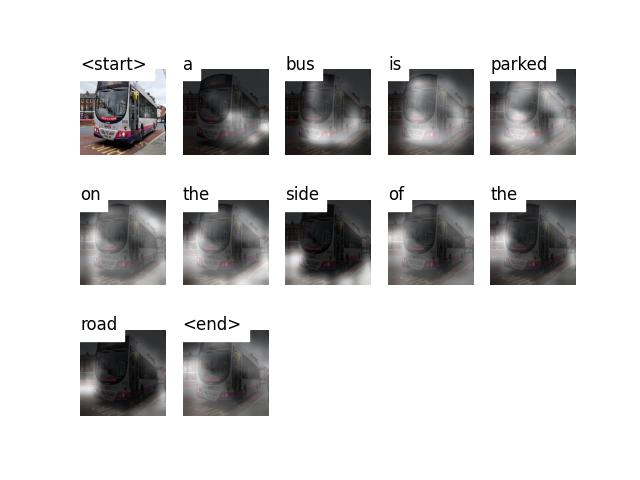 <start> a bus is parked
on the side of the
road <end>